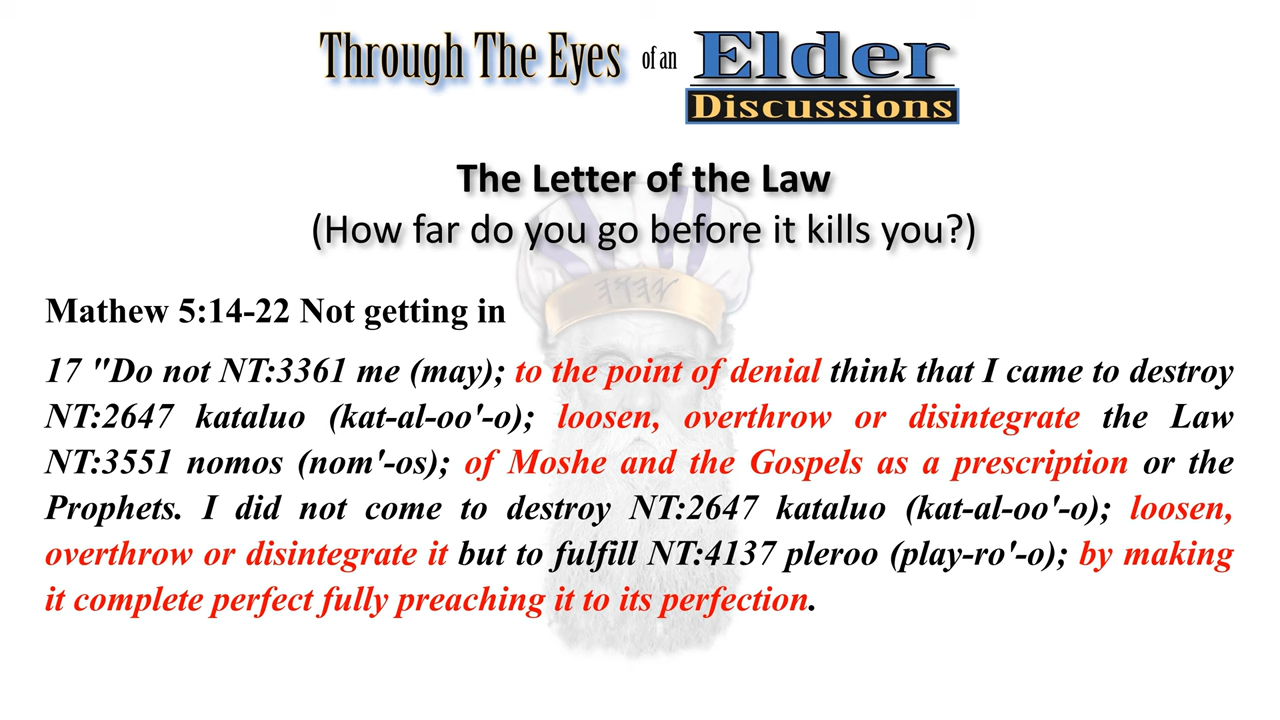 Through The Eyes of an Elder
Discussions
The Letter of the Law
(How far do you go before it kills you?)
𐤉𐤄𐤅𐤄
Mathew 5:14-22 Not getting in
17 "Do not NT:3361 me (may); to the point of denial think that I came to destroy
NT:2647 kataluo (kat-al-oo'-o); loosen, overthrow or disintegrate the Law
NT:3551 nomos (nom'-os); of Moshe and the Gospels as a prescription or the
Prophets. I did not come to destroy NT:2647 kataluo (kat-al-oo'-o); loosen,
overthrow or disintegrate it but to fulfill NT:4137 pleroo (play-ro'-o); by making
it complete perfect fully preaching it to its perfection.